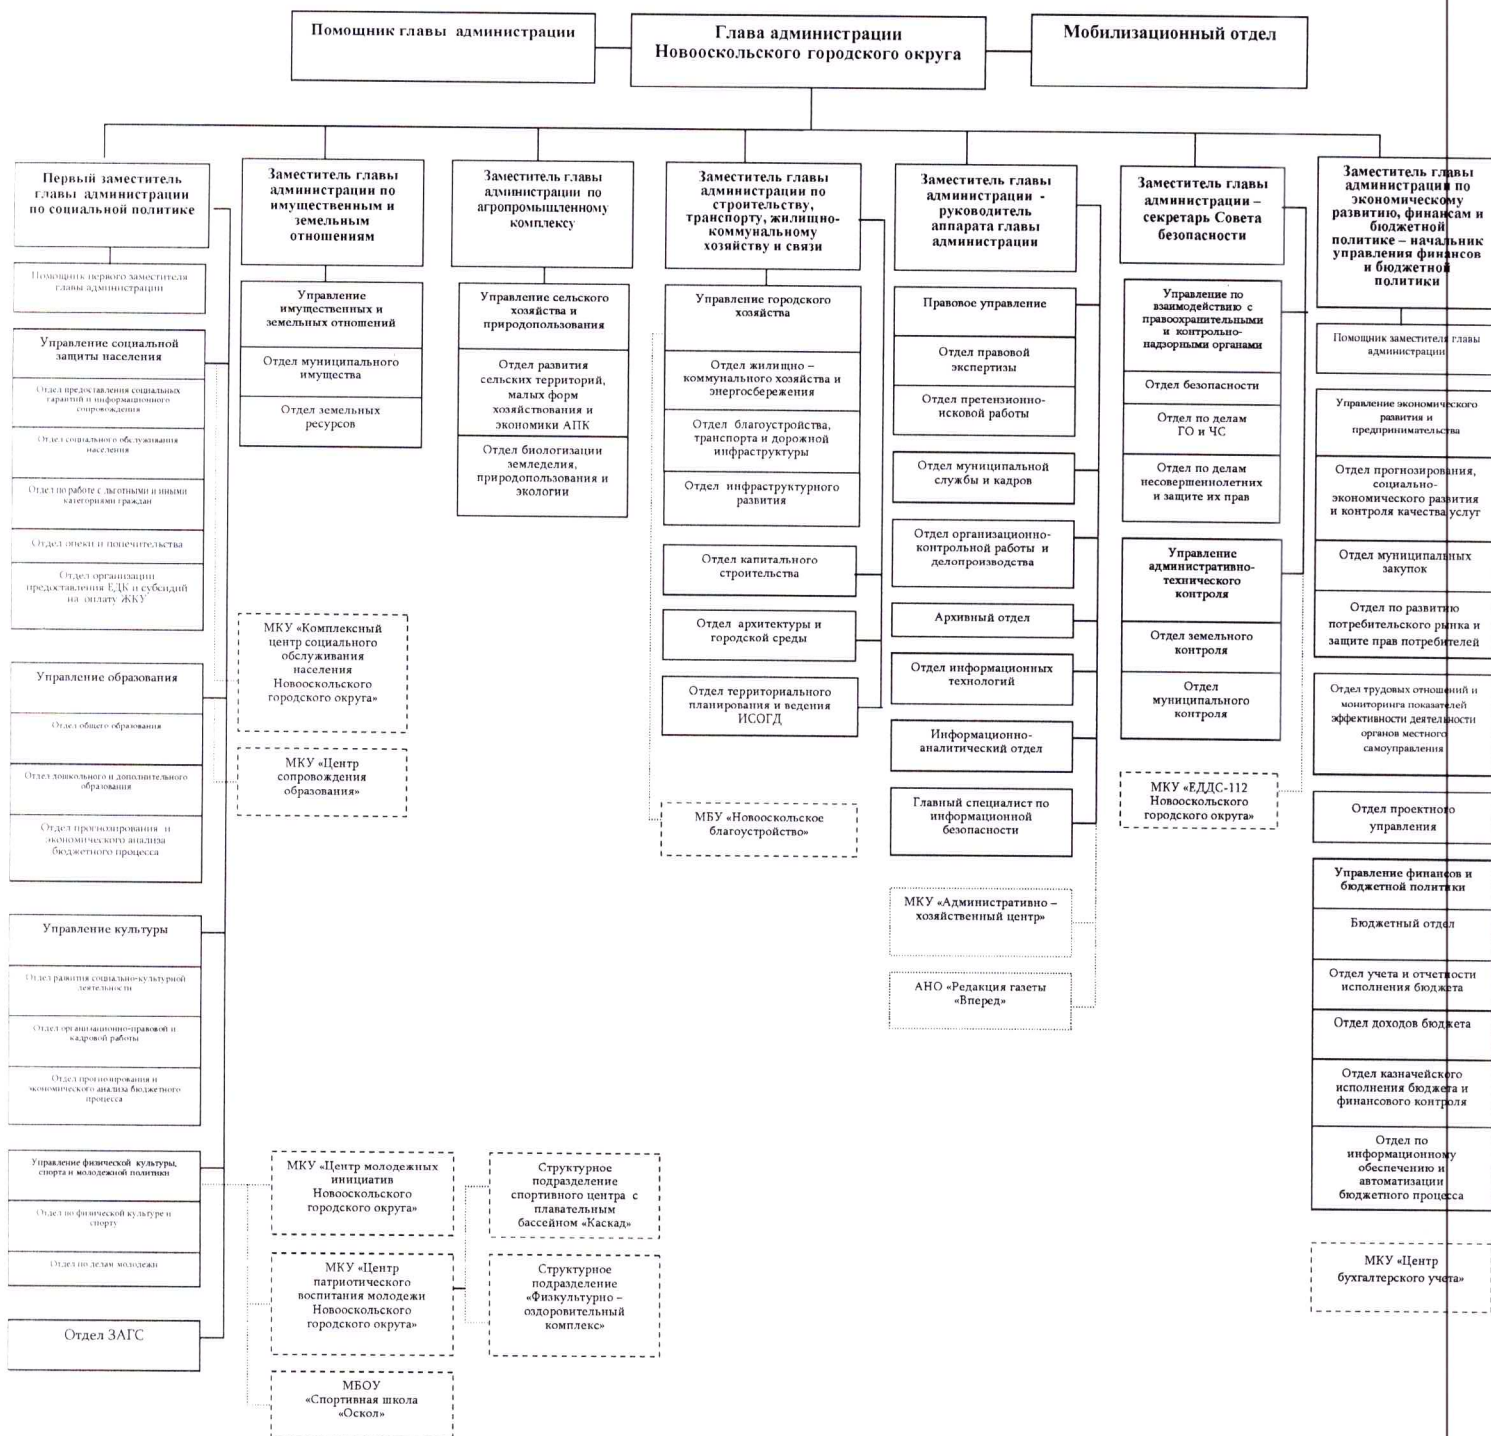 Помощник главы администрации
Глава администрации
Новооскольского городского округа
Мобилизационный отдел
Первый заместитель
главы администрации
по социальной политике
Помощник первого заместителя
главы администрации
Управление социальной
защиты населения
Отдел предоставления социальных
гарантий и информационного
сопровождения
Отдел социального обслуживания
населения
Отдел по работе с льготными и иными
категориями граждан
Отдел опеки и попечительства
Отдел организации
предоставления ЕДК и субсидий
на оплату ЖКУ
Управление образования
Отдел общего образования
Отдел дошкольного и дополнительного
образования
Отдел прогнозирования и
экономического анализа
бюджетного процесса
Управление культуры
Отдел развития социально-культурной
деятельности
Отдел организационно-правовой и
кадровой работы
Отдел прогнозирования и
экономического анализа бюджетного
процесса
Управление физической культуры,
спорта и молодежной политики
Отдел по физической культуре и
спорту
Отдел по делам молодежи
Отдел ЗАГС
Заместитель главы
администрации по
имущественным и
земельным
отношениям
Управление
имущественных и
земельных отношений
Отдел муниципального
имущества
Отдел земельных
ресурсов
МКУ «Комплексный
центр социального
обслуживания
населения
Новооскольского
городского округа»
МКУ «Центр
сопровождения
образования»
МКУ «Центр молодежных
инициатив
Новооскольского
городского округа»
МКУ «Центр
патриотического
воспитания молодежи
Новооскольского
городского округа»
МБОУ
«Спортивная школа
«Оскол»
Структурное
подразделение
спортивного центра с
плавательным
бассейном «Каскад»
Структурное
подразделение
«Физкультурно –
оздоровительный
комплекс»
Заместитель главы
администрации по
агропромышленному
комплексу
Управление сельского
хозяйства и
природопользования
Отдел развития
сельских территорий,
малых форм
хозяйствования и
экономики АПК
Отдел биологизации
земледелия,
природопользования и
экологии
Заместитель главы
администрации по
строительству,
транспорту, жилищно-
коммунальному
хозяйству и связи
Управление городского
хозяйства
Отдел жилищно –
коммунального хозяйства и
энергосбережения
Отдел благоустройства,
транспорта и дорожной
инфраструктуры
Отдел инфраструктурного
развития
Отдел капитального
строительства
Отдел архитектуры и
городской среды
Отдел территориального
планирования и ведения
ИСОГД
МБУ «Новооскольское
благоустройство»
Заместитель главы
администрации -
руководитель
аппарата главы
администрации
Правовое управление
Отдел правовой
экспертизы
Отдел претензионно-
исковой работы
Отдел муниципальной
службы и кадров
Отдел организационно-
контрольной работы и
делопроизводства
Архивный отдел
Отдел информационных
технологий
Информационно-
аналитический отдел
Главный специалист по
информационной
безопасности
МКУ «Административно –
хозяйственный центр»
АНО «Редакция газеты
«Вперед»
Заместитель главы
администрации –
секретарь Совета
безопасности
Управление по
взаимодействию с
правоохранительными
и контрольно-
надзорными органами
Отдел безопасности
Отдел по делам
ГО и ЧС
Отдел по делам
несовершеннолетних
и защите их прав
Управление
административно-
технического
контроля
Отдел земельного
контроля
Отдел
муниципального
контроля
МКУ «ЕДДС-112
Новооскольского
городского округа»
Заместитель главы
администрации по
экономическому
развитию, финансам и
бюджетной
политике – начальник
управления финансов
и бюджетной
политики
Помощник заместителя главы
администрации
Управление экономического
развития и
предпринимательства
Отдел прогнозирования,
социально-
экономического развития
и контроля качества услуг
Отдел муниципальных
закупок
Отдел по развитию
потребительского рынка и
защите прав потребителей
Отдел трудовых отношений и
мониторинга показателей
эффективности деятельности
органов местного
самоуправления
Отдел проектного
управления
Управление финансов и
бюджетной политики
Бюджетный отдел
Отдел учета и отчетности
исполнения бюджета
Отдел доходов бюджета
Отдел казначейского
исполнения бюджета и
финансового контроля
Отдел по
информационному
обеспечению и
автоматизации
бюджетного процесса
МКУ «Центр
бухгалтерского учета»